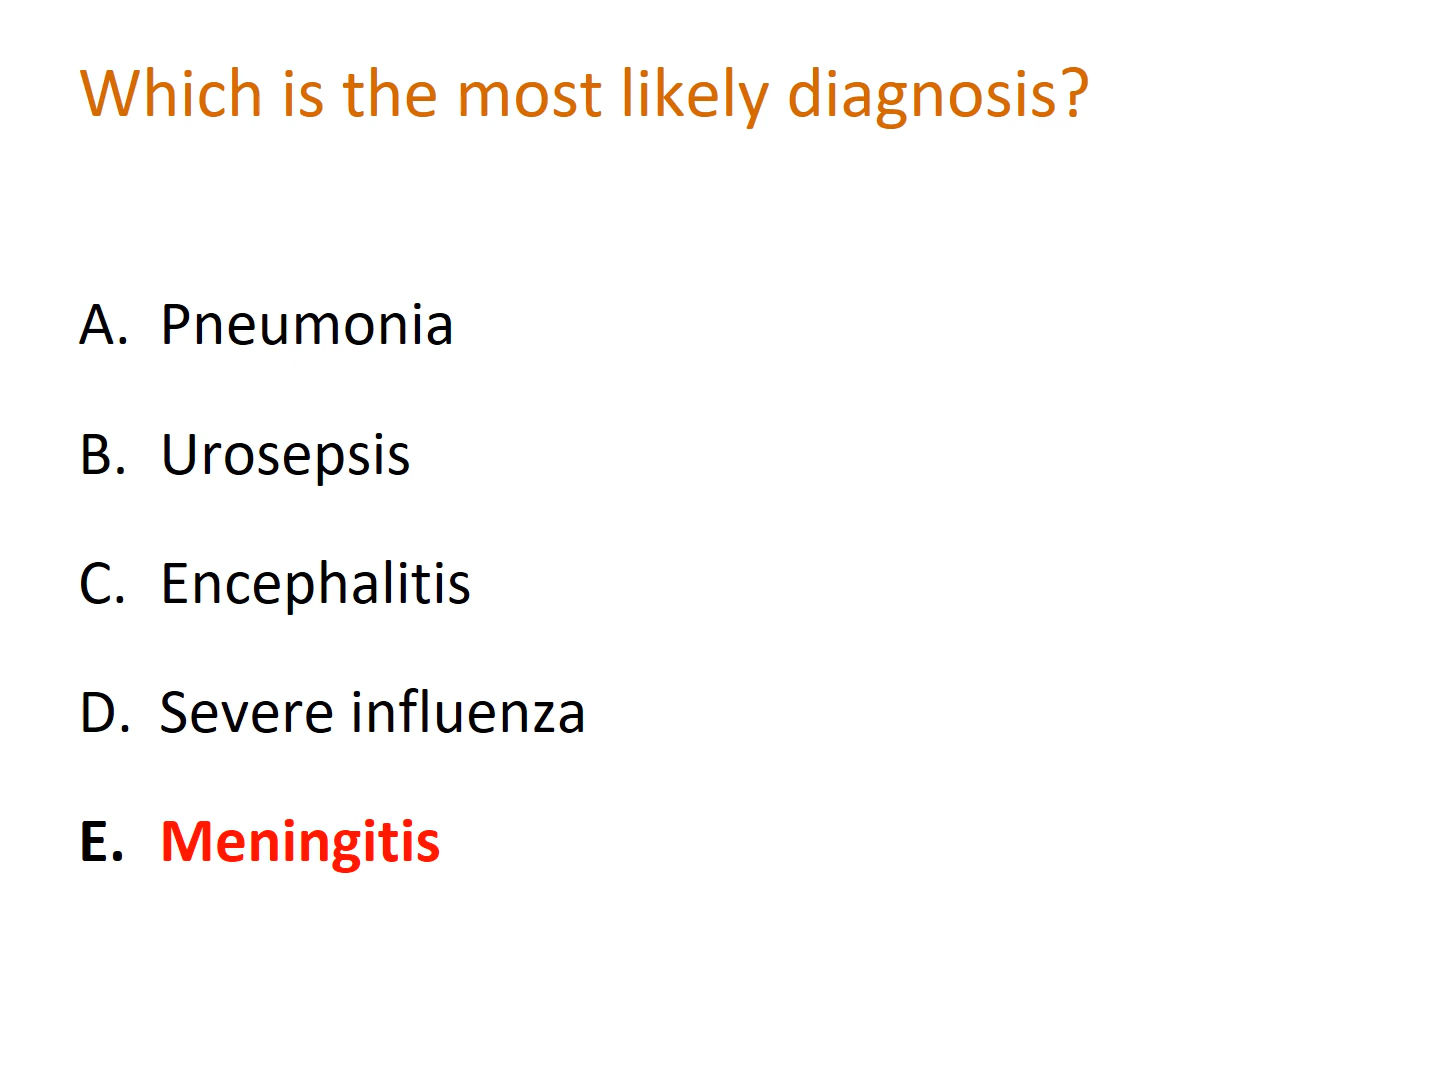 Which is the most likely diagnosis?
A. Pneumonia
B. Urosepsis
C. Encephalitis
D. Severe influenza
E. Meningitis